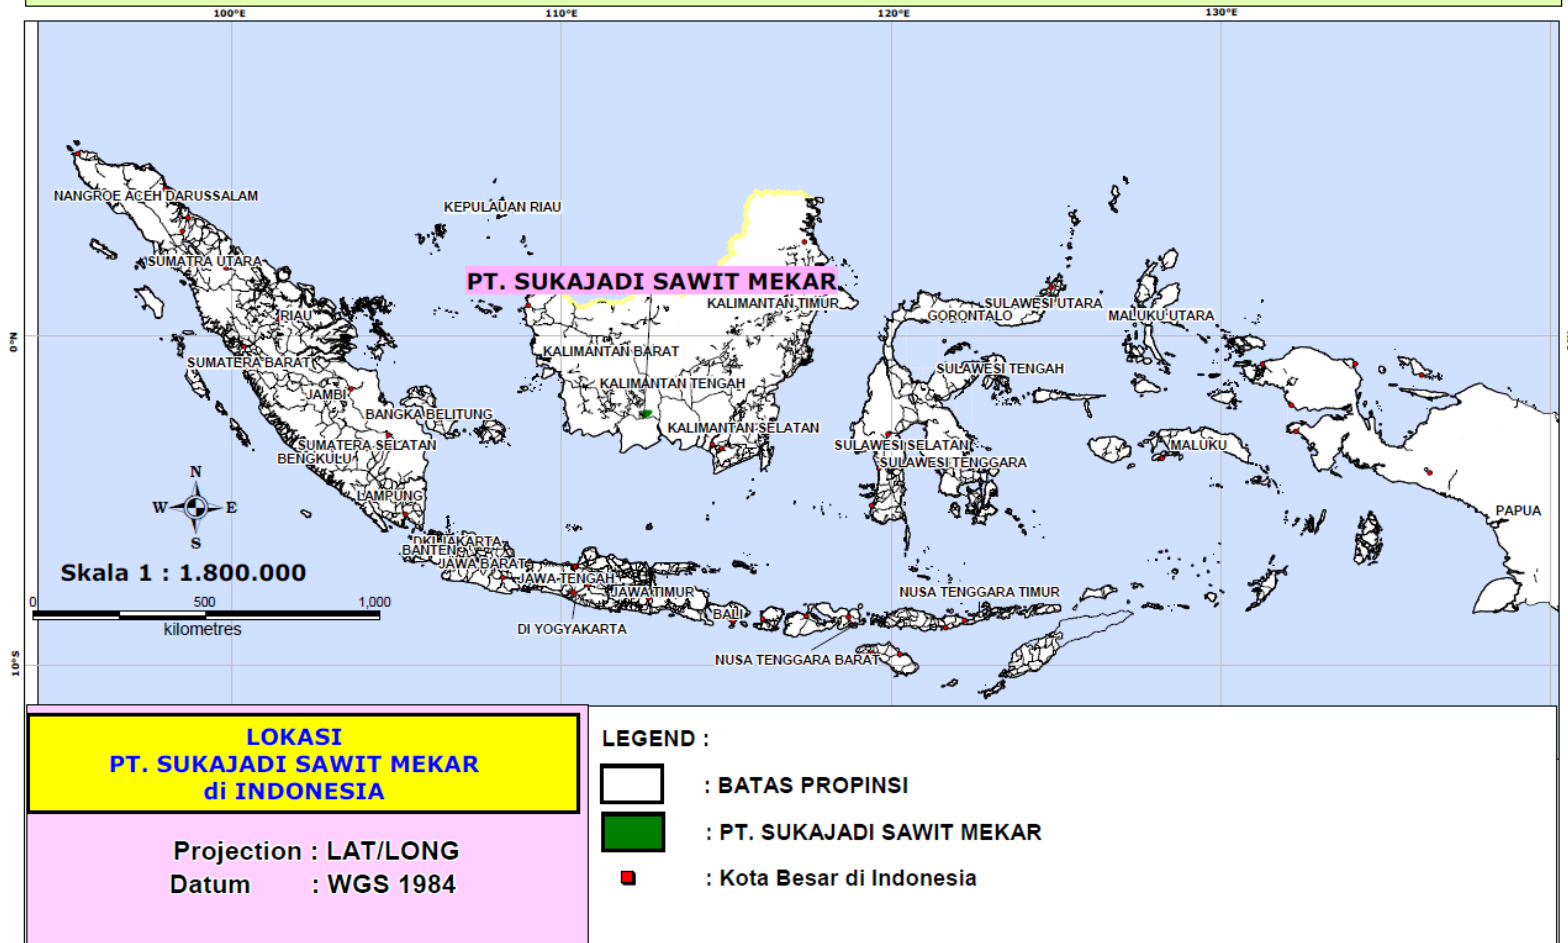 100°E 110°E 120°E 130°E
NANGROE ACEH DARUSSALAM
KEPULAUAN RIAU
SUMATRA UTARA
PT. SUKAJADI SAWIT MEKAR
KALIMANTAN TIMUR
SULAWESI UTARA
GORONTALO
MALUKU UTARA
RIAU
0°N
KALIMANTAN BARAT
SUMATERA BARAT
SULAWESI TENGAH
KALIMANTAN TENGAH
JAMBI
BANGKA BELITUNG
KALIMANTAN SELATAN
SUMATERA SELATAN
SULAWESI SELATAN
MALUKU
BENGKULU
SULAWESI TENGGARA
N
LAMPUNG
W E
PAPUA
S
DKI JAKARTA
BANTEN
JAWA BARAT
Skala 1 : 1.800.000
JAWA TENGAH
JAWA TIMUR
NUSA TENGGARA TIMUR
0 500 1,000
kilometres
BALI
DI YOGYAKARTA
NUSA TENGGARA BARAT
10°S
LOKASI
PT. SUKAJADI SAWIT MEKAR
di INDONESIA
Projection : LAT/LONG
Datum : WGS 1984
LEGEND :
: BATAS PROPINSI
: PT. SUKAJADI SAWIT MEKAR
: Kota Besar di Indonesia